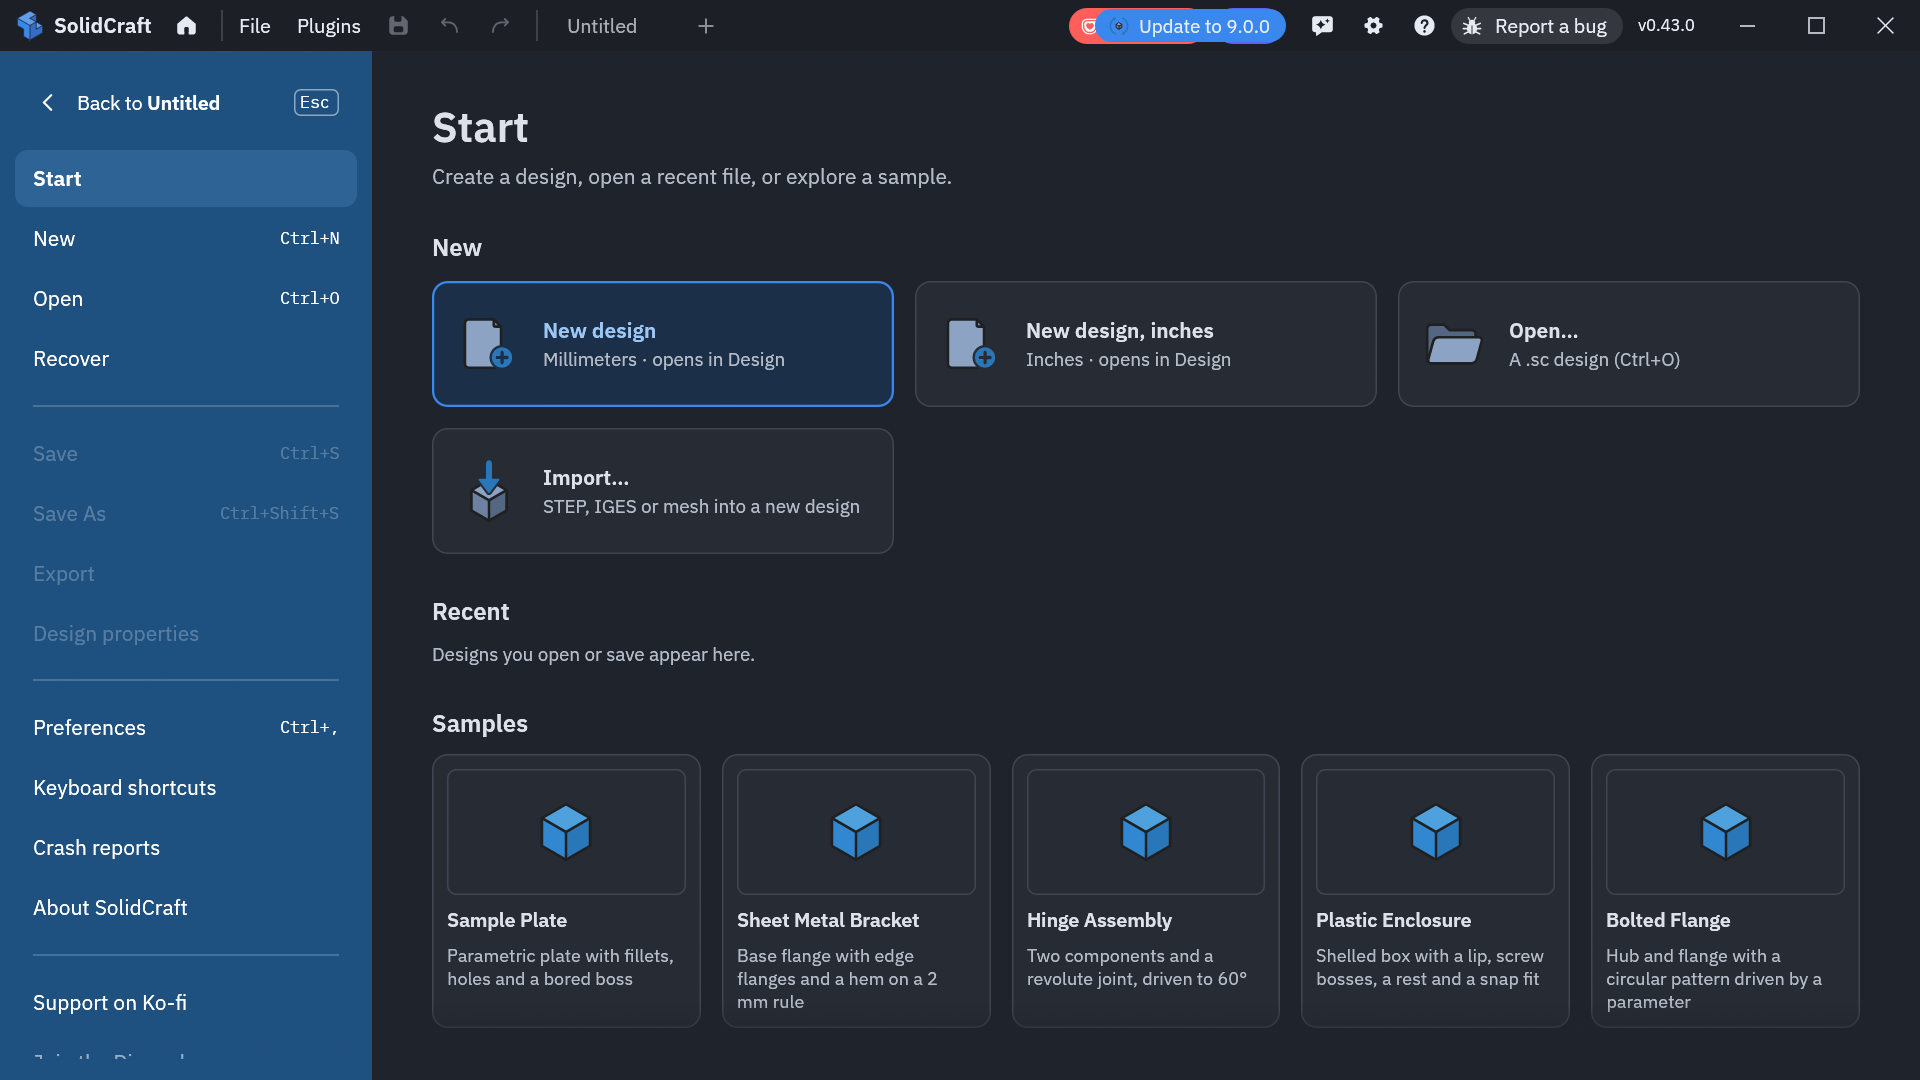 SolidCraft
File
Plugins
Untitled
Update to 9.0.0
Report a bug
v0.43.0
Back to Untitled
Esc
Start
New
Ctrl+N
Open
Ctrl+O
Recover
Save
Ctrl+S
Save As
Ctrl+Shift+S
Export
Design properties
Preferences
Ctrl+,
Keyboard shortcuts
Crash reports
About SolidCraft
Support on Ko-fi
Start
Create a design, open a recent file, or explore a sample.
New
New design
Millimeters · opens in Design
New design, inches
Inches · opens in Design
Open...
A .sc design (Ctrl+O)
Import...
STEP, IGES or mesh into a new design
Recent
Designs you open or save appear here.
Samples
Sample Plate
Parametric plate with fillets,
holes and a bored boss
Sheet Metal Bracket
Base flange with edge
flanges and a hem on a 2
mm rule
Hinge Assembly
Two components and a
revolute joint, driven to 60°
Plastic Enclosure
Shelled box with a lip, screw
bosses, a rest and a snap fit
Bolted Flange
Hub and flange with a
circular pattern driven by a
parameter